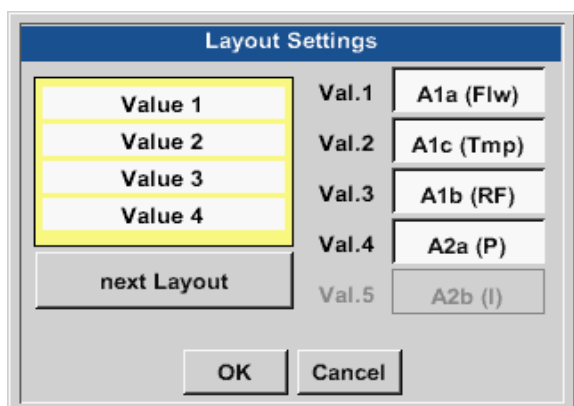 Layout Settings
Value 1
Value 2
Value 3
Value 4
next Layout
Val.1 A1a (Flw)
Val.2 A1c (Tmp)
Val.3 A1b (RF)
Val.4 A2a (P)
Val.5 A2b (I)
OK Cancel